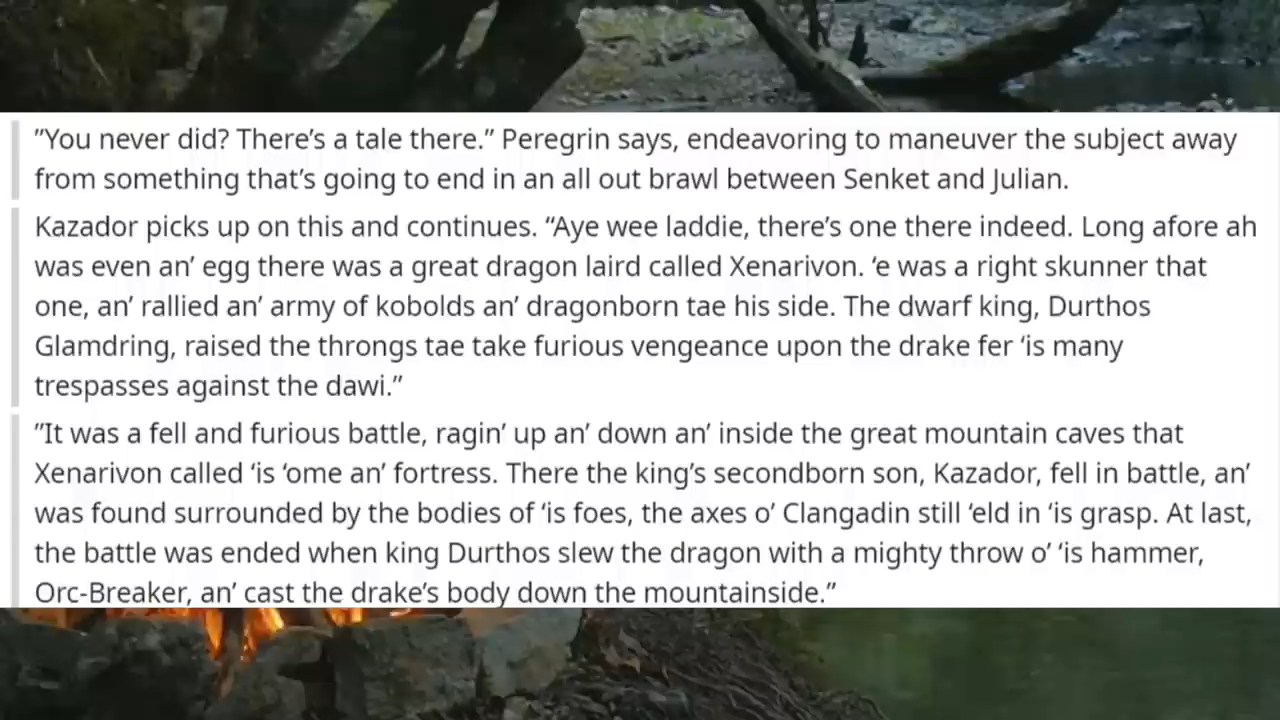 ”You never did? There’s a tale there.” Peregrin says, endeavoring to maneuver the subject away
from something that’s going to end in an all out brawl between Senket and Julian.
Kazador picks up on this and continues. “Aye wee laddie, there’s one there indeed. Long afore ah
was even an’ egg there was a great dragon laird called Xenarivon. ‘e was a right skunner that
one, an’ rallied an’ army of kobolds an’ dragonborn tae his side. The dwarf king, Durthos
Glamdring, raised the throngs tae take furious vengeance upon the drake fer ‘is many
trespasses against the dawi.”
”It was a fell and furious battle, ragin’ up an’ down an’ inside the great mountain caves that
Xenarivon called ‘is ‘ome an’ fortress. There the king’s secondborn son, Kazador, fell in battle, an’
was found surrounded by the bodies of ‘is foes, the axes o’ Clangadin still ‘eld in ‘is grasp. At last,
the battle was ended when king Durthos slew the dragon with a mighty throw o’ ‘is hammer,
Orc-Breaker, an’ cast the drake’s body down the mountainside.”